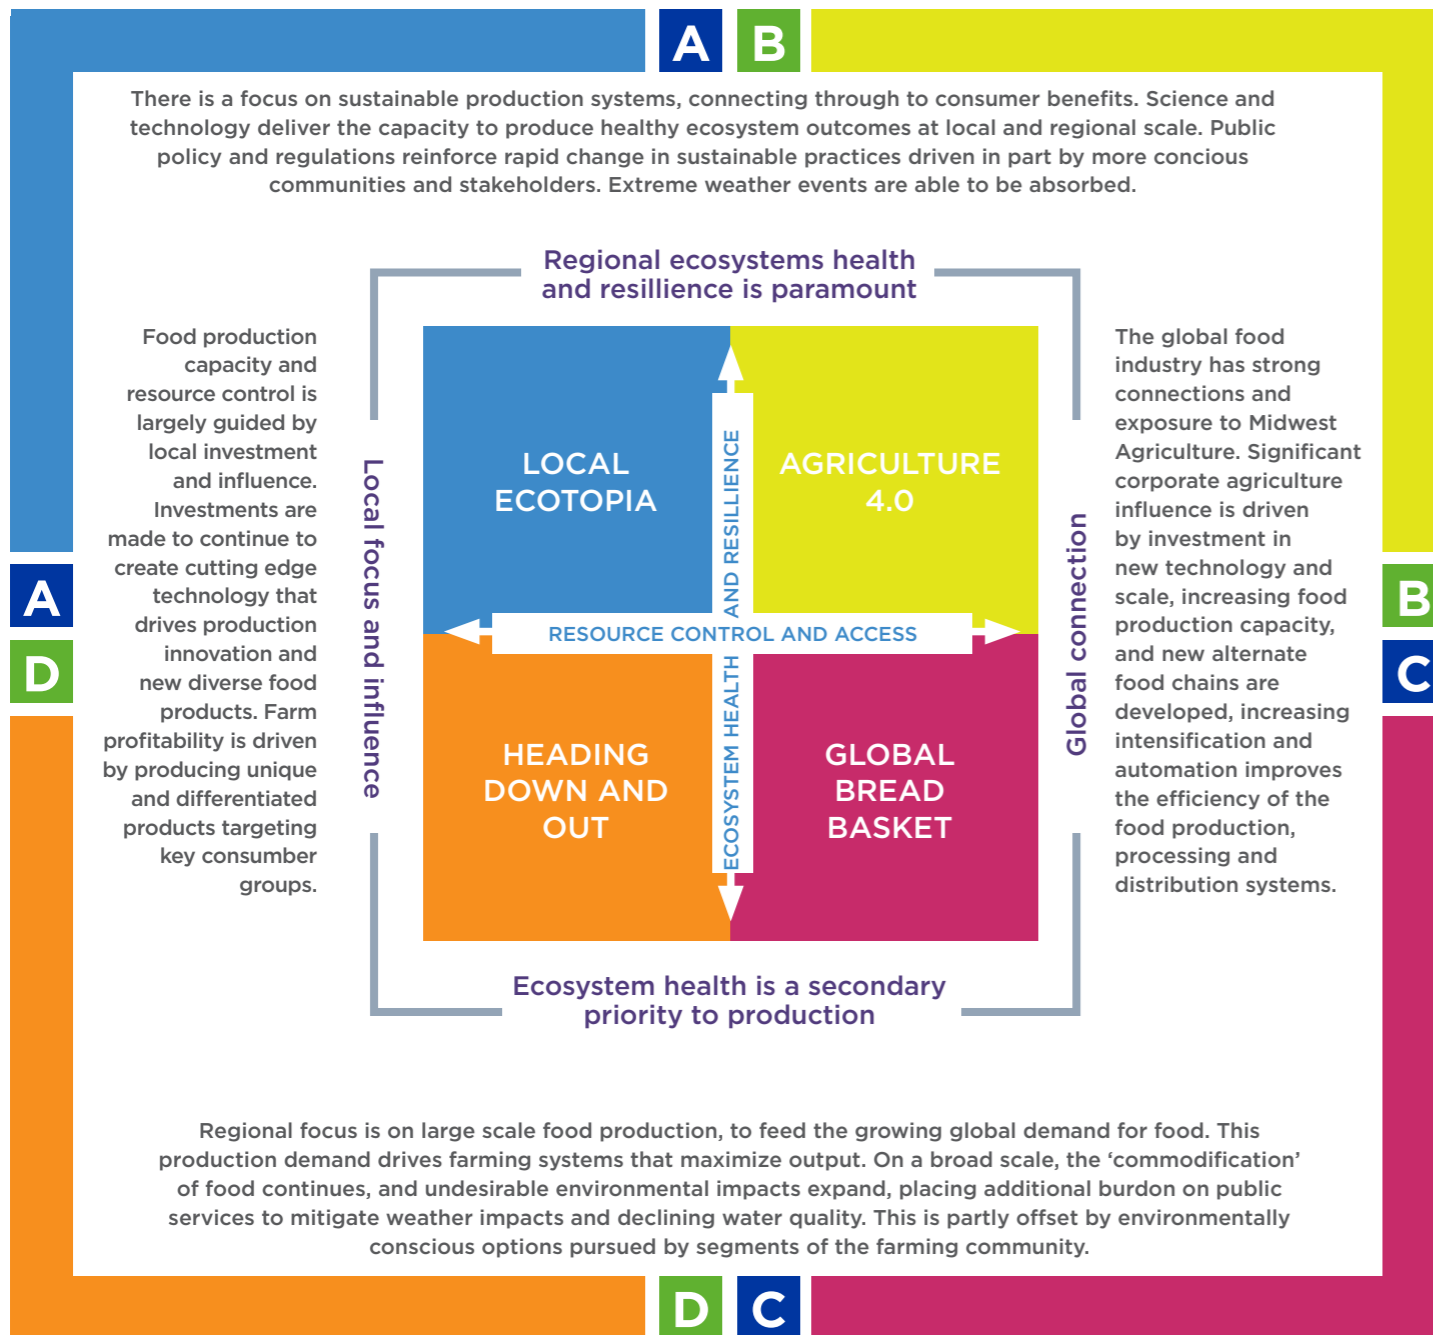 A B
There is a focus on sustainable production systems, connecting through to consumer benefits. Science and
technology deliver the capacity to produce healthy ecosystem outcomes at local and regional scale. Public
policy and regulations reinforce rapid change in sustainable practices driven in part by more concious
communities and stakeholders. Extreme weather events are able to be absorbed.
Regional ecosystems health
and resillience is paramount
Food production
capacity and
resource control is
largely guided by
local investment
and influence.
Investments are
made to continue to
create cutting edge
technology that
drives production
innovation and
new diverse food
products. Farm
profitability is driven
by producing unique
and differentiated
products targeting
key consumber
groups.
A
D
Local focus and influence
LOCAL
ECOTOPIA
AGRICULTURE
4.0
ECOSYSTEM HEALTH AND RESILLIENCE
RESOURCE CONTROL AND ACCESS
HEADING
DOWN AND
OUT
GLOBAL
BREAD
BASKET
Global connection
The global food
industry has strong
connections and
exposure to Midwest
Agriculture. Significant
corporate agriculture
influence is driven
by investment in
new technology and
scale, increasing food
production capacity,
and new alternate
food chains are
developed, increasing
intensification and
automation improves
the efficiency of the
food production,
processing and
distribution systems.
B
C
Ecosystem health is a secondary
priority to production
Regional focus is on large scale food production, to feed the growing global demand for food. This
production demand drives farming systems that maximize output. On a broad scale, the ‘commodification’
of food continues, and undesirable environmental impacts expand, placing additional burdon on public
services to mitigate weather impacts and declining water quality. This is partly offset by environmentally
conscious options pursued by segments of the farming community.
D C